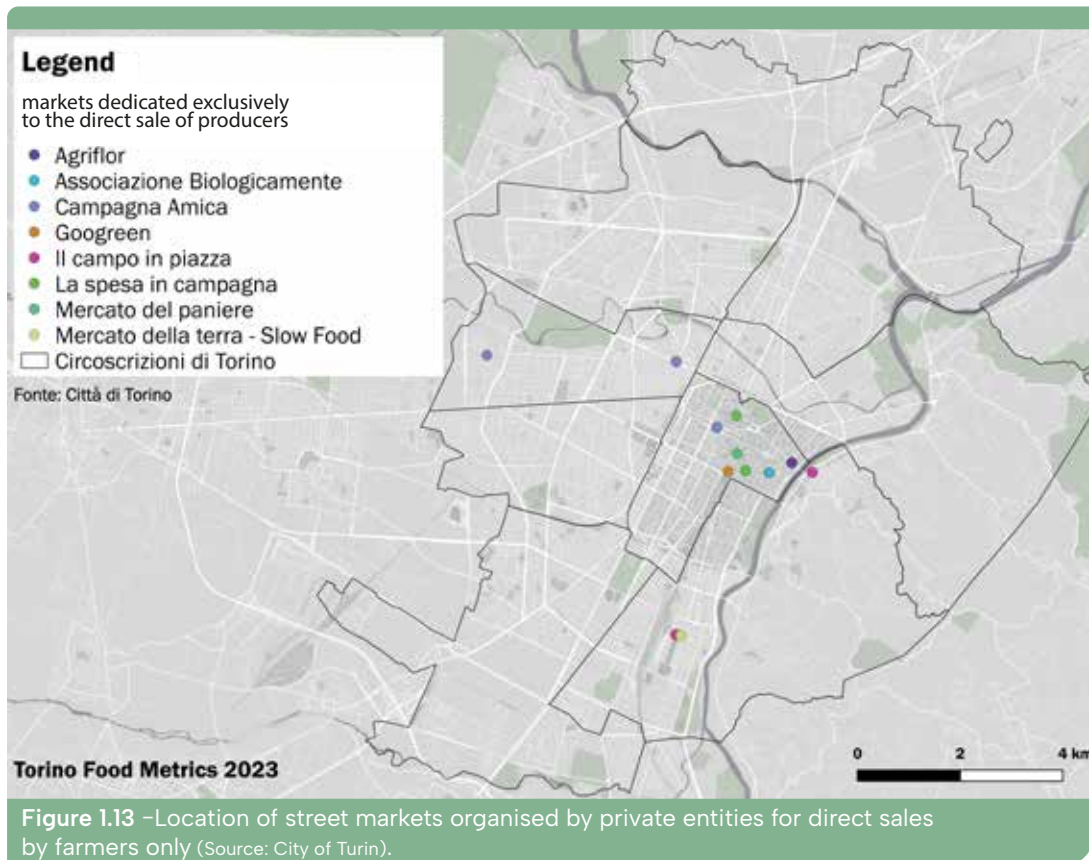 Legend
markets dedicated exclusively
to the direct sale of producers
Agriflor
Associazione Biologicamente
Campagna Amica
Googreen
Il campo in piazza
La spesa in campagna
Mercato del paniere
Mercato della terra - Slow Food
Circoscrizioni di Torino
Fonte: Città di Torino
Torino Food Metrics 2023
0 2 4 km
Figure 1.13 –Location of street markets organised by private entities for direct sales
by farmers only (Source: City of Turin).